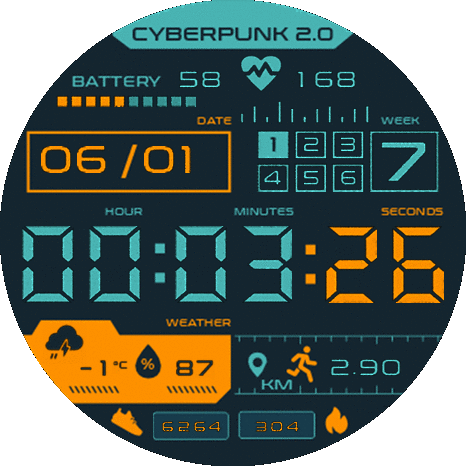 CYBERPUNK 2.0
BATTERY 58 168
DATE WEEK
06/01 1 2 3 7
4 5 6
HOUR MINUTES SECONDS
00:03:26
WEATHER
-1°C % 87 KM 2.90
6264 304